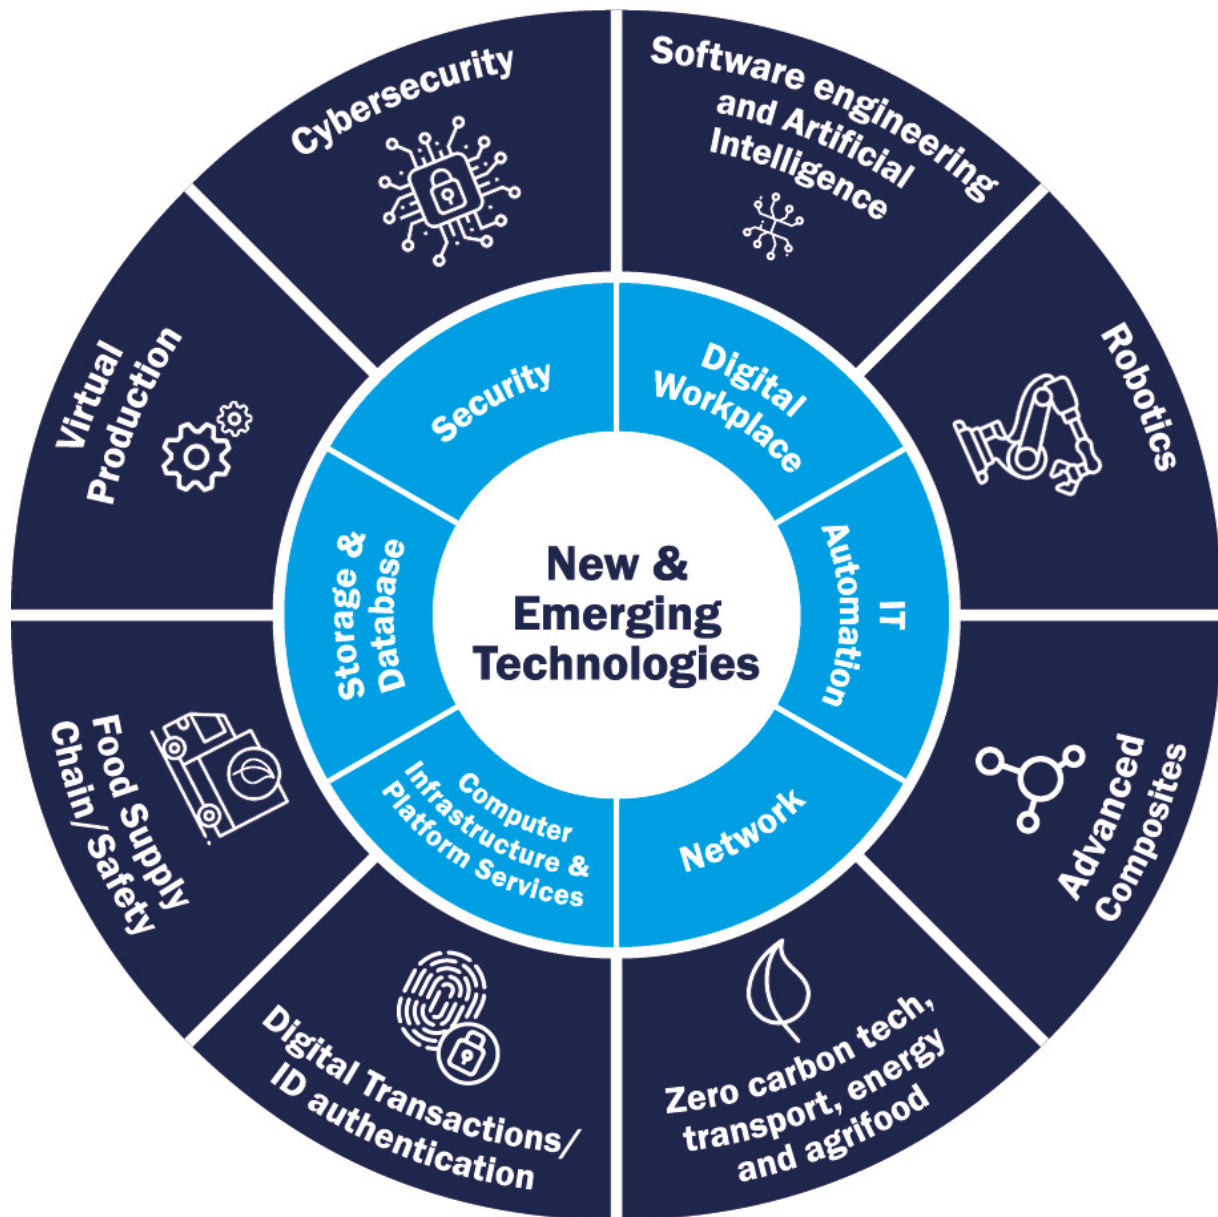 Cybersecurity
Software engineering
and Artificial
Intelligence
Robotics
Advanced
Composites
Zero carbon tech,
transport, energy
and agrifood
Digital Transactions/
ID authentication
Food Supply
Chain/Safety
Virtual
Production
Security
Digital
Workplace
IT
Automation
Network
Computer
Infrastructure &
Platform Services
Storage &
Database
New &
Emerging
Technologies